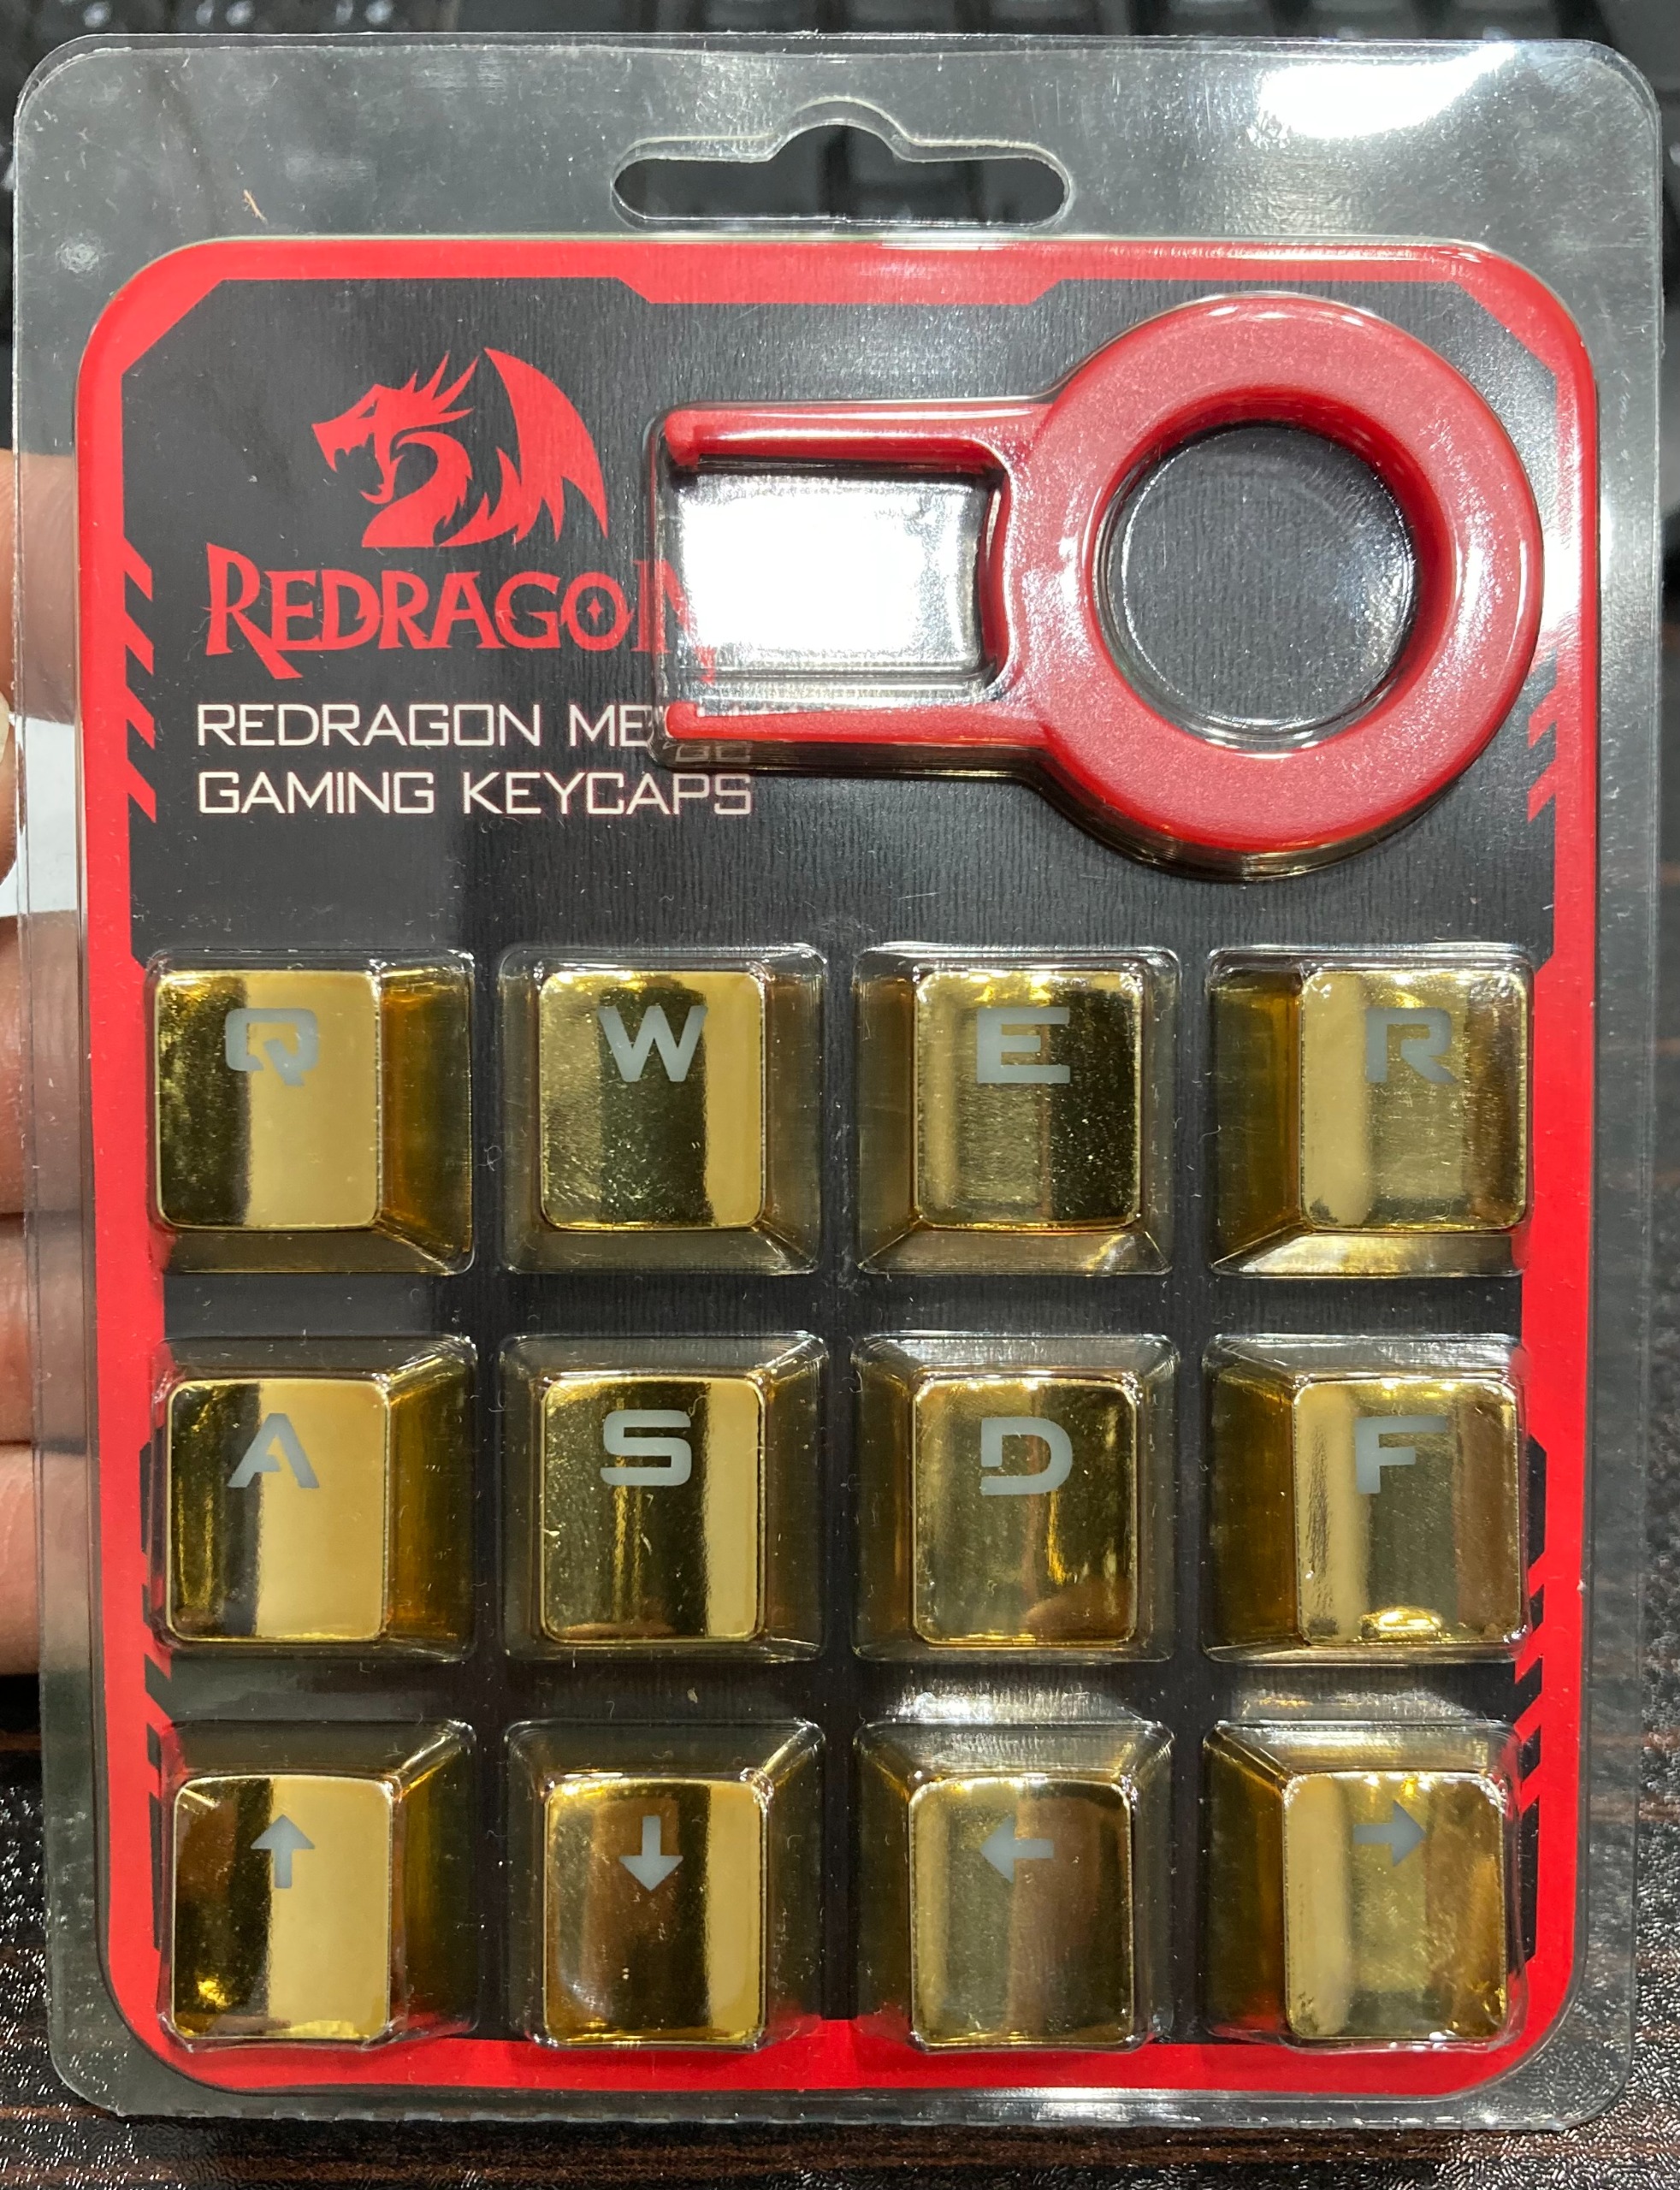 REDRAGON
REDRAGON
GAMING KEYCAPS
Q W E R
A S D F
↑ ↓ ← →